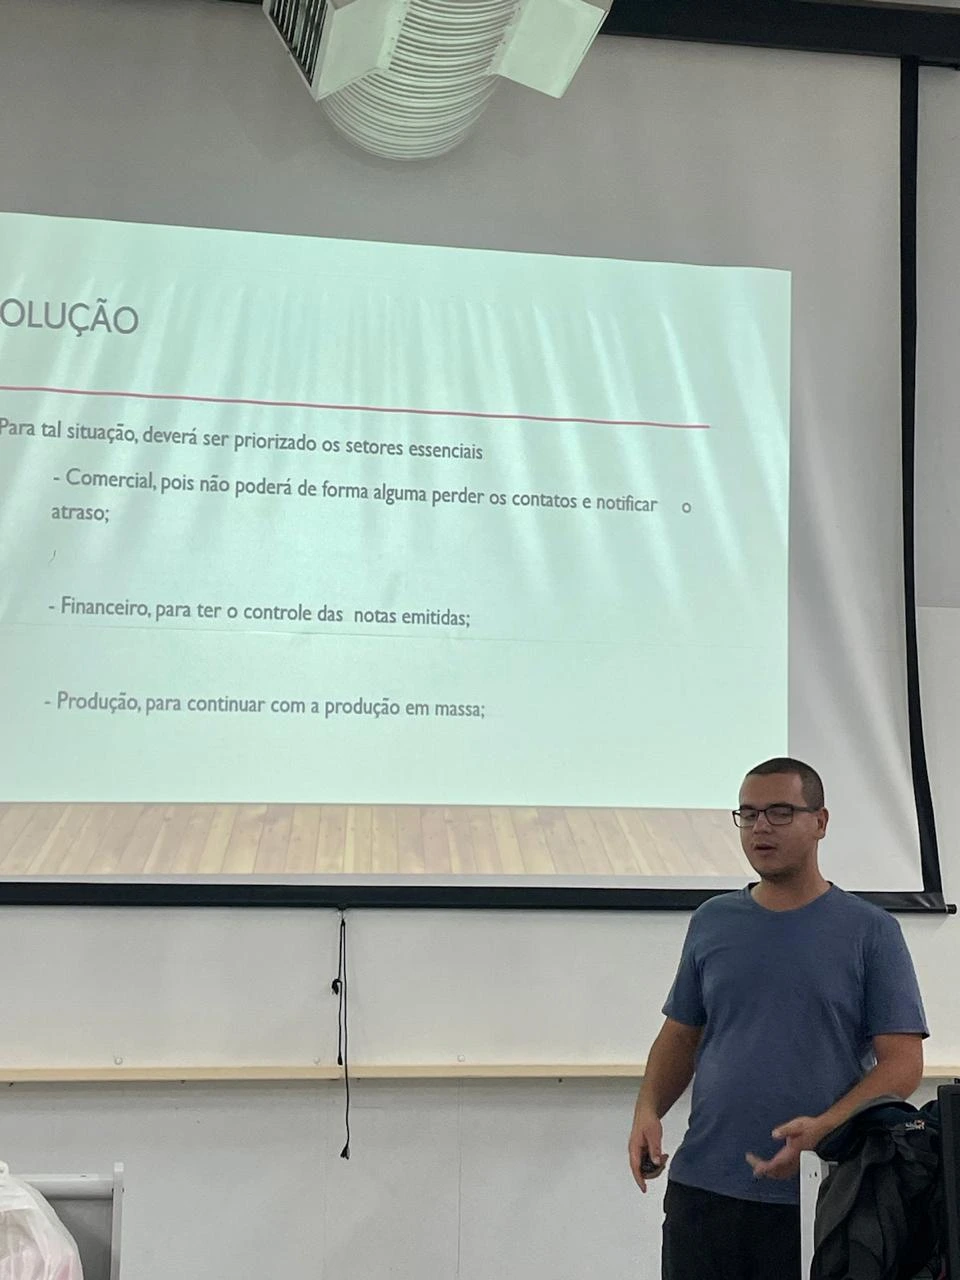 OLUÇÃO
Para tal situação, deverá ser priorizado os setores essenciais
- Comercial, pois não poderá de forma alguma perder os contatos e notificar o
atraso;
- Financeiro, para ter o controle das notas emitidas;
- Produção, para continuar com a produção em massa;